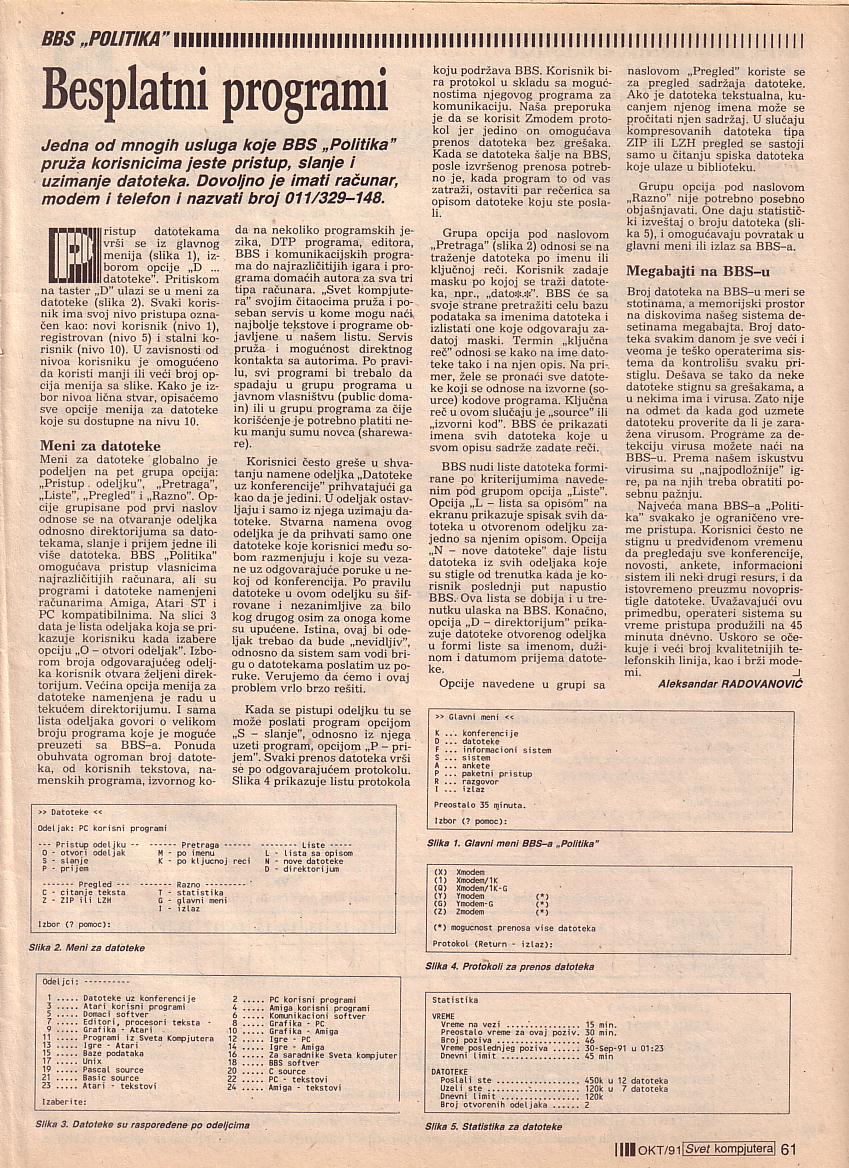 BBS „POLITIKA”
Besplatni programi
Jedna od mnogih usluga koje BBS „Politika”
pruža korisnicima jeste pristup, slanje i
uzimanje datoteka. Dovoljno je imati računar,
modem i telefon i nazvati broj 011/329–148.
Pristup datotekama
vrši se iz glavnog
menija (slika 1), iz-
borom opcije „D ...
datoteke”. Pritiskom
na taster „D” ulazi se u meni za
datoteke (slika 2). Svaki koris-
nik ima svoj nivo pristupa ozna-
čen kao: novi korisnik (nivo 1),
registrovan (nivo 5) i stalni ko-
risnik (nivo 10). U zavisnosti od
nivoa korisniku je omogućeno
da koristi manji ili veći broj op-
cija menija sa slike. Kako je iz-
bor nivoa lična stvar, opisaćemo
sve opcije menija za datoteke
koje su dostupne na nivu 10.
Meni za datoteke
Meni za datoteke globalno je
podeljen na pet grupa opcija:
„Pristup odeljku”, „Pretraga”,
„Liste”, „Pregled” i „Razno”. Op-
cije grupisane pod prvi naslov
odnose se na otvaranje odeljka
odnosno direktorijuma sa dato-
tekama, slanje i prijem jedne ili
više datoteka. BBS „Politika”
omogućava pristup vlasnicima
najrazličitijih računara, ali su
programi i datoteke namenjeni
računarima Amiga, Atari ST i
PC kompatibilnima. Na slici 3
data je lista odeljaka koja se pri-
kazuje korisniku kada izabere
opciju „O – otvori odeljak”. Izbo-
rom broja odgovarajućeg odelj-
ka korisnik otvara željeni direk-
torijum. Većina opcija menija za
datoteke namenjena je radu u
tekućem direktorijumu. I sama
lista odeljaka govori o velikom
broju programa koje je moguće
preuzeti sa BBS–a. Ponuda
obuhvata ogroman broj datote-
ka, od korisnih tekstova, na-
menskih programa, izvornog ko-
da na nekoliko programskih je-
zika, DTP programa, editora,
BBS i komunikacijskih progra-
ma do najrazličitijih igara i pro-
grama domaćih autora za sva tri
tipa računara. „Svet kompjute-
ra” svojim čitaocima pruža i po-
seban servis u kome mogu naći
najbolje tekstove i programe ob-
javljene u našem listu. Servis
pruža i mogućnost direktnog
kontakta sa autorima. Po pravi-
lu, svi programi bi trebalo da
spadaju u grupu programa u
javnom vlasništvu (public doma-
in) ili u grupu programa za čije
korišćenje je potrebno platiti ne-
ku manju sumu novca (sharewa-
re).
Korisnici često greše u shva-
tanju namene odeljka „Datoteke
uz konferencije” prihvatajući ga
kao da je jedini. U odeljak ostav-
ljaju i samo iz njega uzimaju da-
toteke. Stvarna namena ovog
odeljka je da prihvati samo one
datoteke koje korisnici među so-
bom razmenjuju i koje su veza-
ne uz odgovarajuće poruke u ne-
koj od konferencija. Po pravilu
datoteke u ovom odeljku su šif-
rovane i nezanimljive za bilo
kog drugog osim za onoga kome
su upućene. Istina, ovaj bi ode-
ljak trebao da bude „nevidljiv”,
odnosno da sistem sam vodi bri-
gu o datotekama poslatim uz po-
ruke. Verujemo da ćemo i ovaj
problem vrlo brzo rešiti.
Kada se pistupi odeljku tu se
može poslati program opcijom
„S – slanje”, odnosno iz njega
uzeti program, opcijom „P – pri-
jem”. Svaki prenos datoteka vrši
se po odgovarajućem protokolu.
Slika 4 prikazuje listu protokola
koju podržava BBS. Korisnik bi-
ra protokol u skladu sa moguć-
nostima njegovog programa za
komunikaciju. Naša preporuka
je da se korisit Zmodem proto-
kol jer jedino on omogućava
prenos datoteka bez grešaka.
Kada se datoteka šalje na BBS,
posle izvršenog prenosa potreb-
no je, kada program to od vas
zatraži, ostaviti par rečenica sa
opisom datoteke koju ste posla-
li.
Grupa opcija pod naslovom
„Pretraga” (slika 2) odnosi se na
traženje datoteka po imenu ili
ključnoj reči. Korisnik zadaje
masku po kojoj se traži datote-
ka, npr., „dato**”. BBS će sa
svoje strane pretražiti celu bazu
podataka sa imenima datoteka i
izlistati one koje odgovaraju za-
datoj maski. Termin „ključna
reč” odnosi se kako na ime dato-
teke tako i na njen opis. Na pri-
mer, žele se pronaći sve datote-
ke koji se odnose na izvorne (so-
urce) kodove programa. Ključna
reč u ovom slučaju je „source” ili
„izvorni kod”. BBS će prikazati
imena svih datoteka koje u
svom opisu sadrže zadate reči.
BBS nudi liste datoteka formi-
rane po kriterijumima navede-
nim pod grupom opcija „Liste”.
Opcija „L – lista sa opisom” na
ekranu prikazuje spisak svih da-
toteka u otvorenom odeljku za-
jedno sa njenim opisom. Opcija
„N – nove datoteke” daje listu
datoteka iz svih odeljaka koje
su stigle od trenutka kada je ko-
risnik poslednji put napustio
BBS. Ova lista se dobija i u tre-
nutku ulaska na BBS. Konačno,
opcija „D – direktorijum” prika-
zuje datoteke otvorenog odeljka
u formi liste sa imenom, duži-
nom i datumom prijema datote-
ke.
Opcije navedene u grupi sa
naslovom „Pregled” koriste se
za pregled sadržaja datoteke.
Ako je datoteka tekstualna, ku-
canjem njenog imena može se
pročitati njen sadržaj. U slučaju
kompresovanih datoteka tipa
ZIP ili LZH pregled se sastoji
samo u čitanju spiska datoteka
koje ulaze u biblioteku.
Grupu opcija pod naslovom
„Razno” nije potrebno posebno
objašnjavati. One daju statistič-
ki izveštaj o broju datoteka (sli-
ka 5), i omogućavaju povratak u
glavni meni ili izlaz sa BBS–a.
Megabajti na BBS–u
Broj datoteka na BBS–u meri se
stotinama, a memorijski prostor
na diskovima našeg sistema de-
setinama megabajta. Broj dato-
teka svakim danom je sve veći i
veoma je teško operaterima sis-
tema da kontrolišu svaku pri-
stiglu. Dešava se tako da neke
datoteke stignu sa grešakama, a
u nekima ima i virusa. Zato nije
na odmet da kada god uzmete
datoteku proverite da li je zara-
žena virusom. Programe za de-
tekciju virusa možete naći na
BBS–u. Prema našem iskustvu
virusima su „najpodložnije” ig-
re, pa na njih treba obratiti po-
sebnu pažnju.
Najveća mana BBS–a „Politi-
ka” svakako je ograničeno vre-
me pristupa. Korisnici često ne
stignu u predviđenom vremenu
da pregledaju sve konferencije,
novosti, ankete, informacioni
sistem ili neki drugi resurs, i da
istovremeno preuzmu novopris-
tigle datoteke. Uvažavajući ovu
primedbu, operateri sistema su
vreme pristupa produžili na 45
minuta dnevno. Uskoro se oče-
kuje i veći broj kvalitetnijih te-
lefonskih linija, kao i brži mode-
mi.
Aleksandar RADOVANOVIĆ
>> Glavni meni <<
K ... konferencije
D ... datoteke
F ... informacioni sistem
S ... sistem
A ... ankete
P ... paketni pristup
R ... razgovor
I ... izlaz
Preostalo 35 minuta.
Izbor (? pomoc):
Slika 1. Glavni meni BBS–a „Politika”
>> Datoteke <<
Odeljak: PC korisni programi
--- Pristup odeljku -- ------ Pretraga ------ -------- Liste -----
O - otvori odeljak M - po imenu L - lista sa opisom
S - slanje K - po kljucnoj reci N - nove datoteke
P - prijem D - direktorijum
------- Pregled --- ------ Razno ---------
C - citanje teksta T - statistika
Z - ZIP ili LZH G - glavni meni
I - izlaz
Izbor (? pomoc):
Slika 2. Meni za datoteke
(X) Xmodem
(1) Xmodem/1K
(Q) Xmodem/1K-G
(Y) Ymodem (*)
(G) Ymodem-G (*)
(Z) Zmodem (*)
(*) mogucnost prenosa vise datoteka
Protokol (Return - izlaz):
Slika 4. Protokoli za prenos datoteka
Odeljci: ----------
1 ..... Datoteke uz konferencije 2 ..... PC korisni programi
3 ..... Atari korisni programi 4 ..... Amiga korisni programi
5 ..... Domaci softver 6 ..... Komunikacioni softver
7 ..... Editori, procesori teksta - 8 ..... Grafika - PC
9 ..... Grafika - Atari 10 ..... Grafika - Amiga
11 ..... Programi iz Sveta Kompjutera 12 ..... Igre - PC
13 ..... Igre - Atari 14 ..... Igre - Amiga
15 ..... Baze podataka 16 ..... Za saradnike Sveta kompjuter
17 ..... Unix 18 ..... BBS softver
19 ..... Pascal source 20 ..... C source
21 ..... Basic source 22 ..... PC - tekstovi
23 ..... Atari - tekstovi 24 ..... Amiga - tekstovi
Izaberite:
Slika 3. Datoteke su raspoređene po odeljcima
Statistika
VREME
Vreme na vezi ............... 15 min.
Preostalo vreme za ovaj poziv. 30 min.
Broj poziva ................. 46
Vreme poslednjeg poziva ..... 30-Sep-91 u 01:23
Dnevni limit ................ 45 min
DATOTEKE
Poslali ste ................. 450k u 12 datoteka
Uzeli ste ................... 120k u 7 datoteka
Dnevni limit ................ 120k
Broj otvorenih odeljaka ...... 2
Slika 5. Statistika za datoteke
OKT/91 Svet kompjutera 61